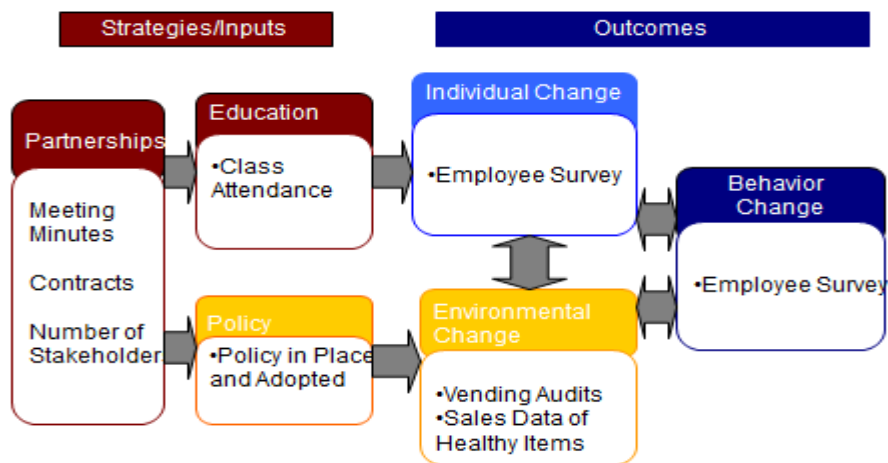 Strategies/Inputs
Outcomes
Partnerships
Meeting
Minutes
Contracts
Number of
Stakeholder
Education
•Class
Attendance
Policy
•Policy in Place
and Adopted
Individual Change
•Employee Survey
Environmental
Change
•Vending Audits
•Sales Data of
Healthy Items
Behavior
Change
•Employee Survey